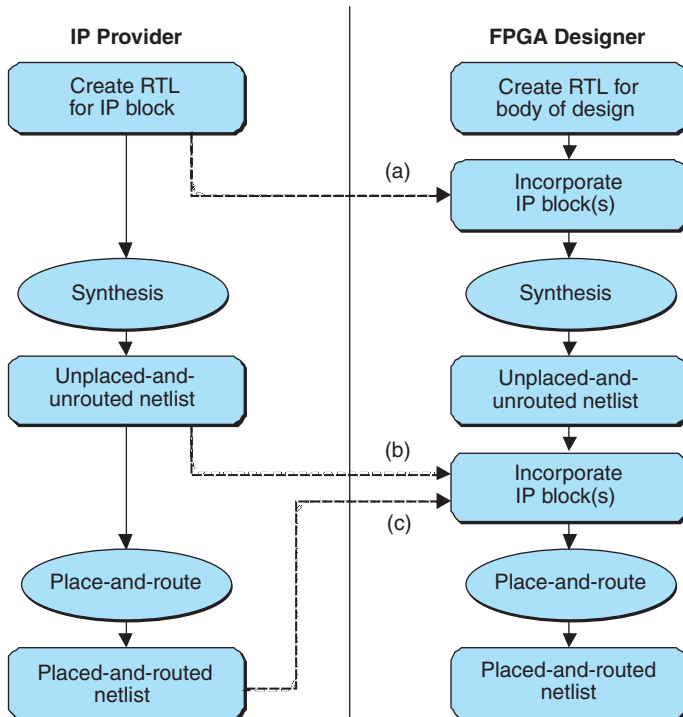 IP Provider
Create RTL
for IP block
Synthesis
Unplaced-and-
unrouted netlist
Place-and-route
Placed-and-routed
netlist
(a)
(b)
(c)
FPGA Designer
Create RTL for
body of design
Incorporate
IP block(s)
Synthesis
Unplaced-and-
unrouted netlist
Incorporate
IP block(s)
Place-and-route
Placed-and-routed
netlist